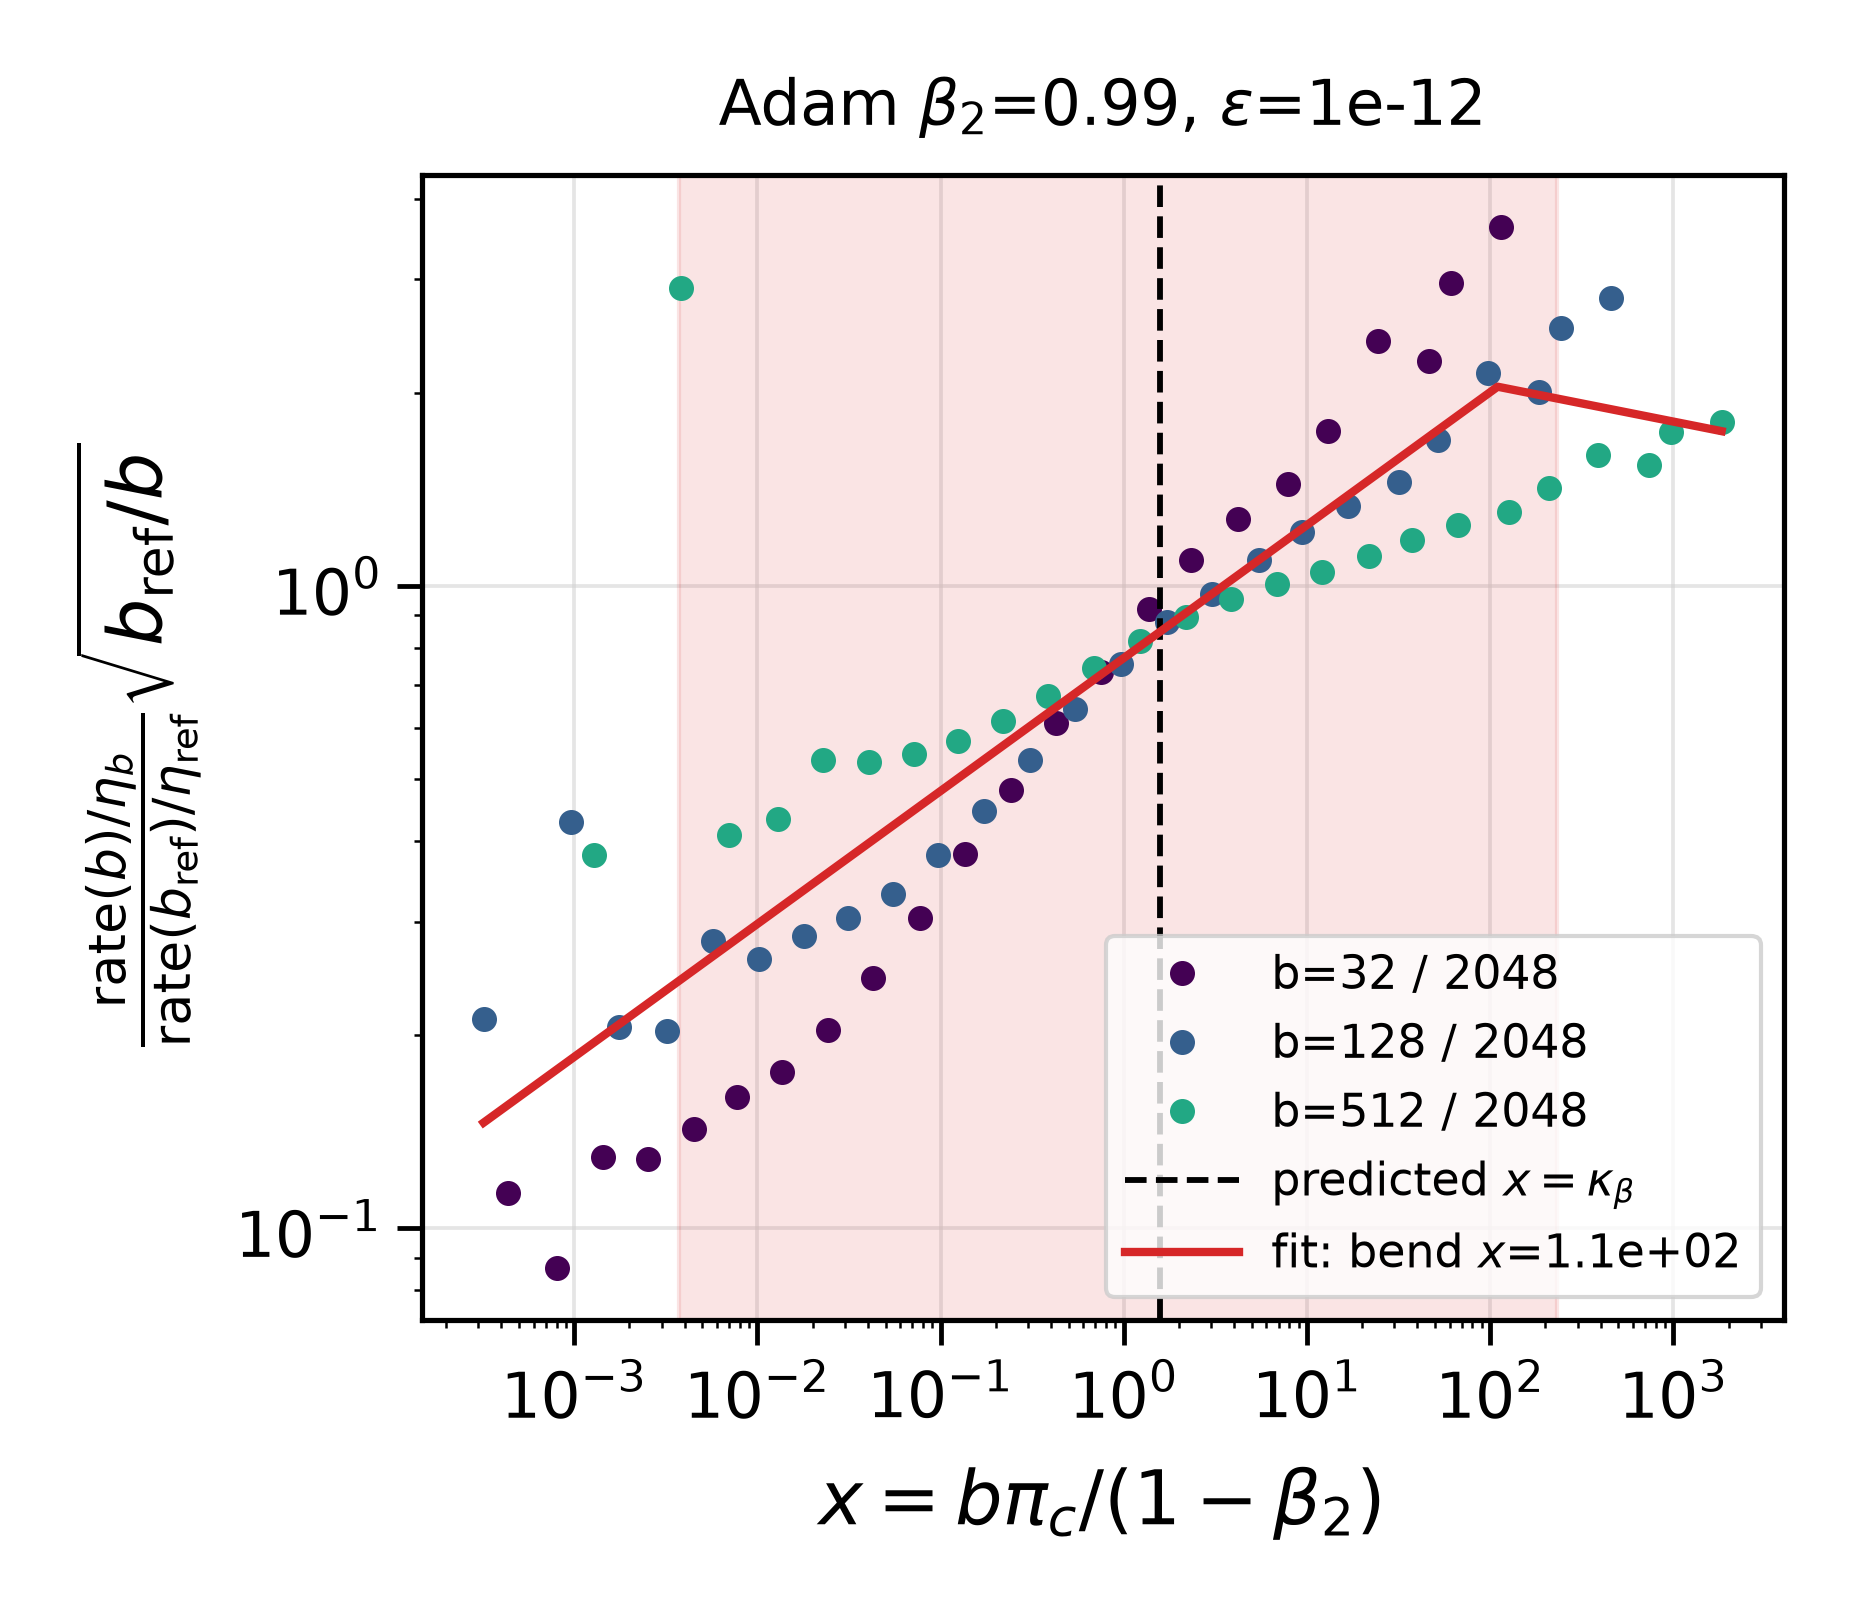 Adam β₂=0.99, ε=1e-12
rate(b)/η_b
rate(b_ref)/η_ref
√b_ref/b
10⁰
10⁻¹
b=32 / 2048
b=128 / 2048
b=512 / 2048
predicted x = κ_β
fit: bend x=1.1e+02
10⁻³ 10⁻² 10⁻¹ 10⁰ 10¹ 10² 10³
x = bπ_c/(1 − β₂)